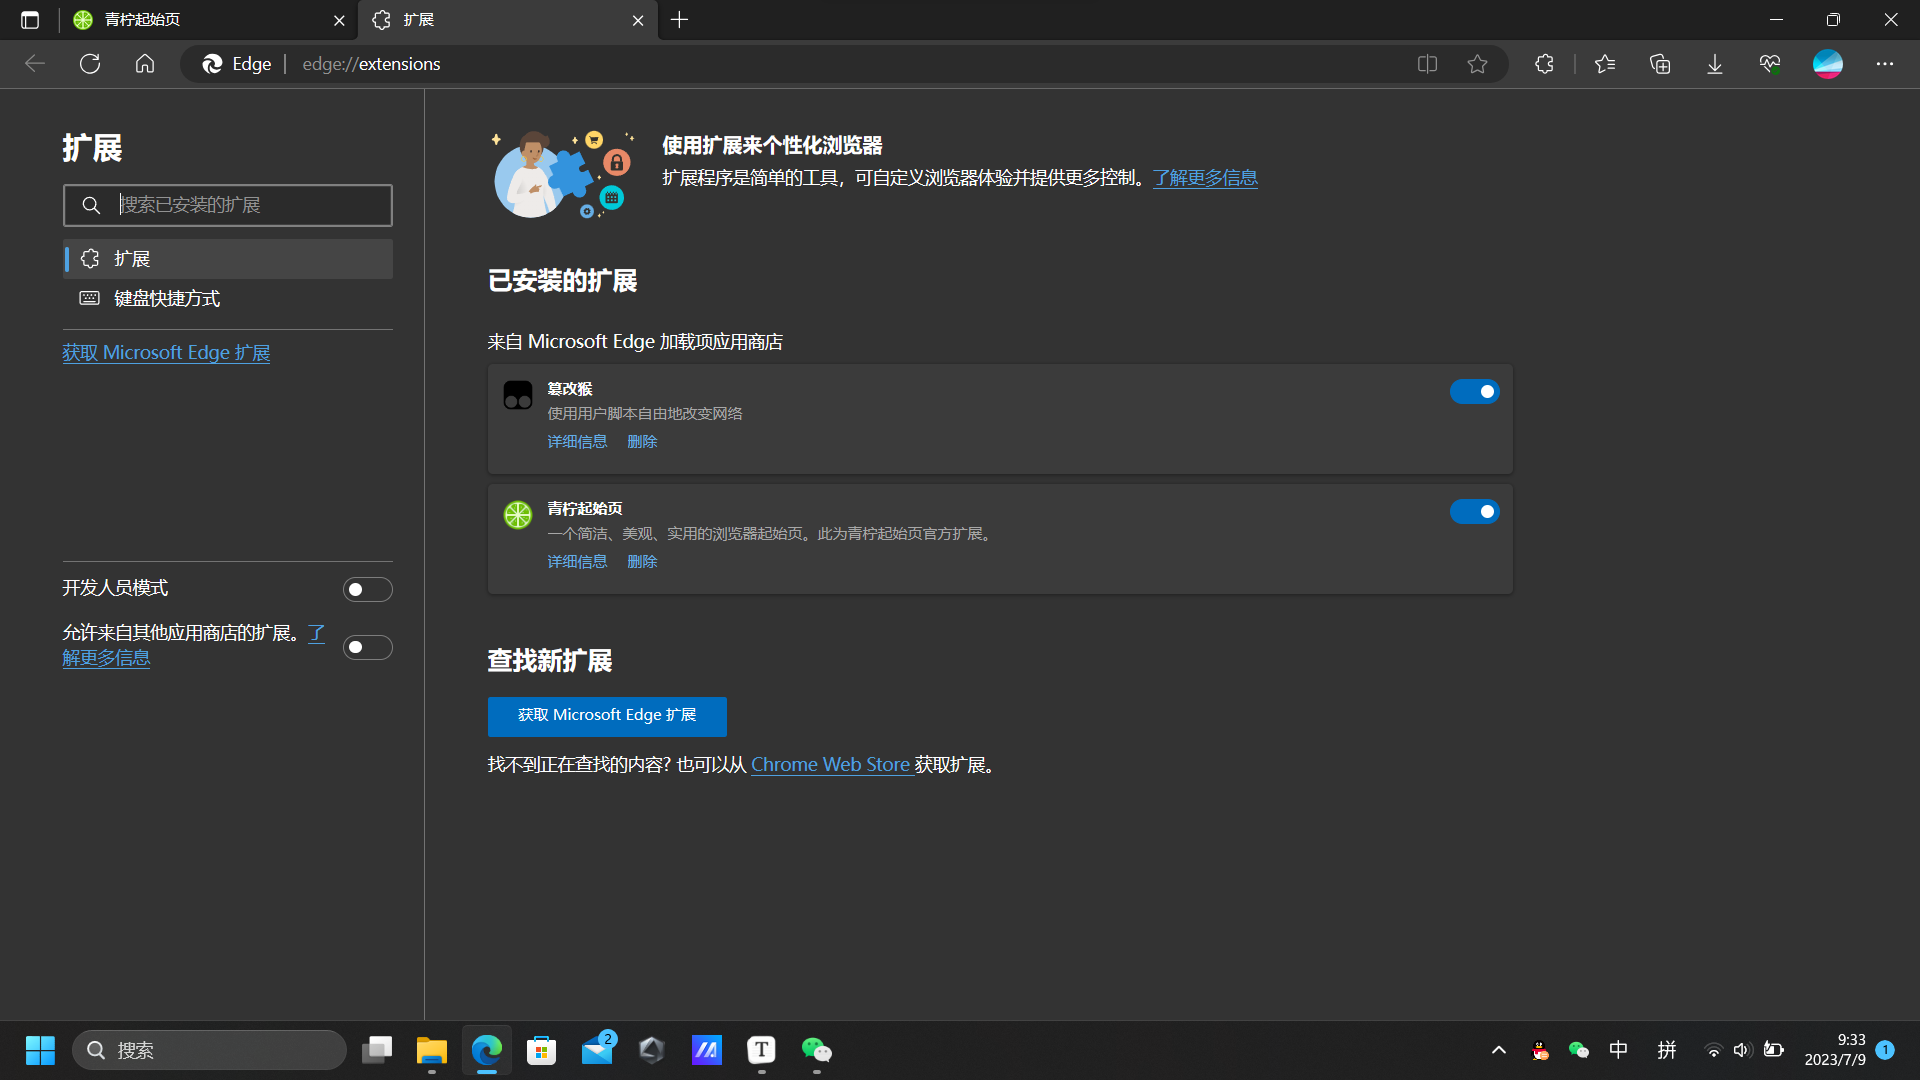 青柠起始页
扩展
Edge
edge://extensions
扩展
搜索已安装的扩展
扩展
键盘快捷方式
获取 Microsoft Edge 扩展
开发人员模式
允许来自其他应用商店的扩展。了
解更多信息
使用扩展来个性化浏览器
扩展程序是简单的工具，可自定义浏览器体验并提供更多控制。了解更多信息
已安装的扩展
来自 Microsoft Edge 加载项应用商店
篡改猴
使用用户脚本自由地改变网络
详细信息 删除
青柠起始页
一个简洁、美观、实用的浏览器起始页。此为青柠起始页官方扩展。
详细信息 删除
查找新扩展
获取 Microsoft Edge 扩展
找不到正在查找的内容? 也可以从 Chrome Web Store 获取扩展。
搜索
2
T
中
拼
9:33
2023/7/9
1